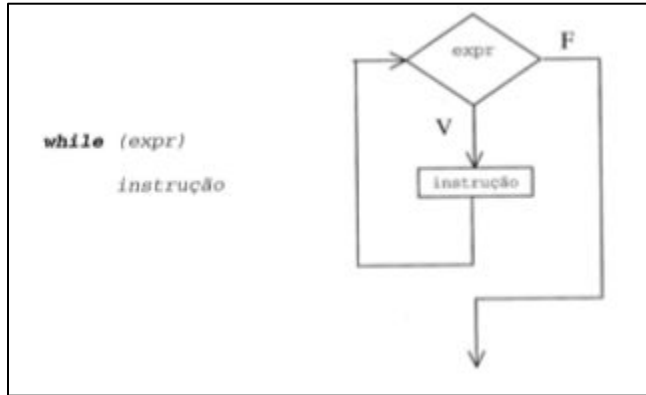 while (expr)
instrução
expr
F
V
instrução